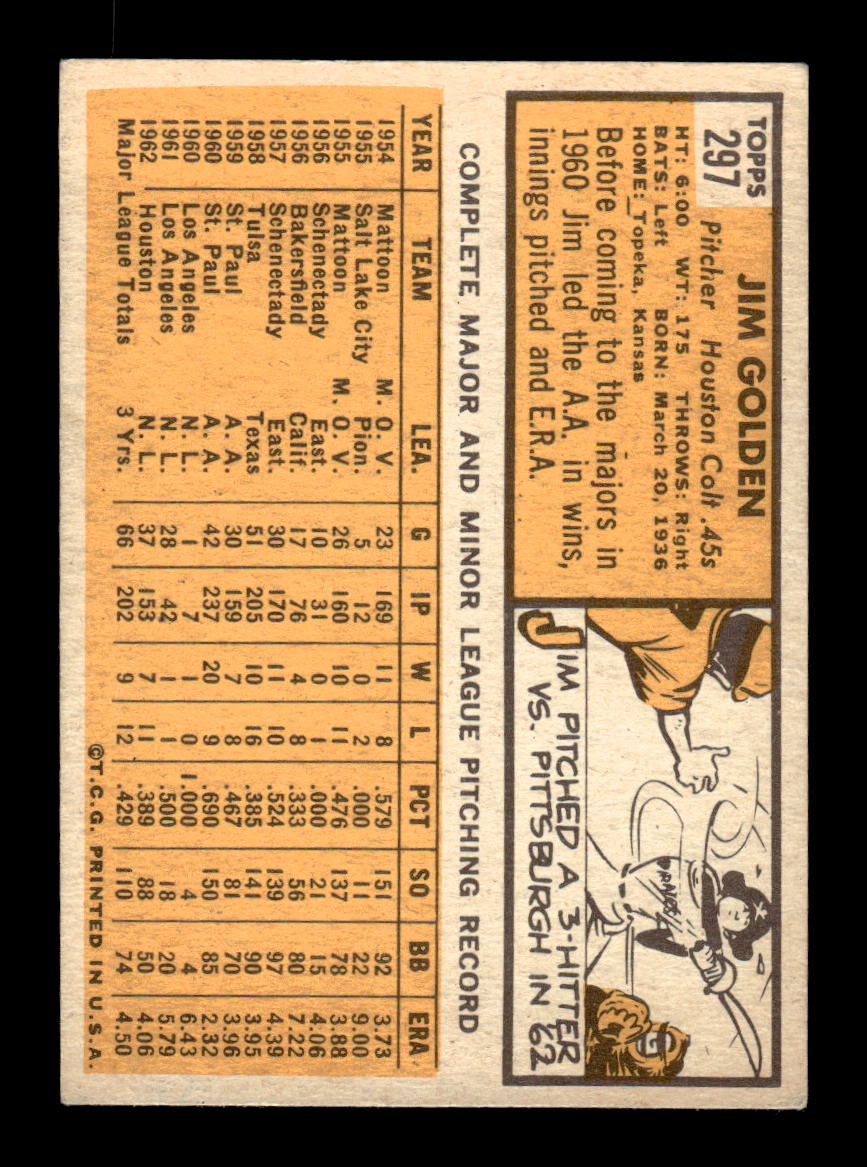 TOPPS
297
JIM GOLDEN
Pitcher Houston Colt .45s
HT: 6:00 WT: 175 THROWS: Right
BATS: Left BORN: March 20, 1936
HOME: Topeka, Kansas
Before coming to the majors in
1960 Jim led the A.A. in wins,
innings pitched and E.R.A.
PIRATES
JIM PITCHED A 3-HITTER
VS. PITTSBURGH IN '62
COMPLETE MAJOR AND MINOR LEAGUE PITCHING RECORD
YEAR TEAM LEA. G IP W L PCT SO BB ERA
1954 Mattoon M. O. V. 23 169 11 8 .579 151 92 3.73
1955 Salt Lake City Pion. 5 12 0 2 .000 11 22 9.00
1955 Mattoon M. O. V. 26 160 10 11 .476 137 78 3.88
1956 Schenectady East. 10 31 0 1 .000 21 15 4.06
1956 Bakersfield Calif. 17 76 4 8 .333 56 80 7.22
1957 Schenectady East. 30 170 11 10 .524 139 97 4.39
1958 Tulsa Texas 51 205 10 16 .385 141 90 3.95
1959 St. Paul A. A. 30 159 7 8 .467 81 70 3.96
1960 St. Paul A. A. 42 237 20 9 .690 150 85 2.32
1960 Los Angeles N. L. 1 7 1 0 1.000 4 4 6.43
1961 Los Angeles N. L. 28 42 1 1 .500 18 20 5.79
1962 Houston N. L. 37 153 7 11 .389 88 50 4.06
Major League Totals 3 Yrs. 66 202 9 12 .429 110 74 4.50
©T.C.G. PRINTED IN U.S.A.